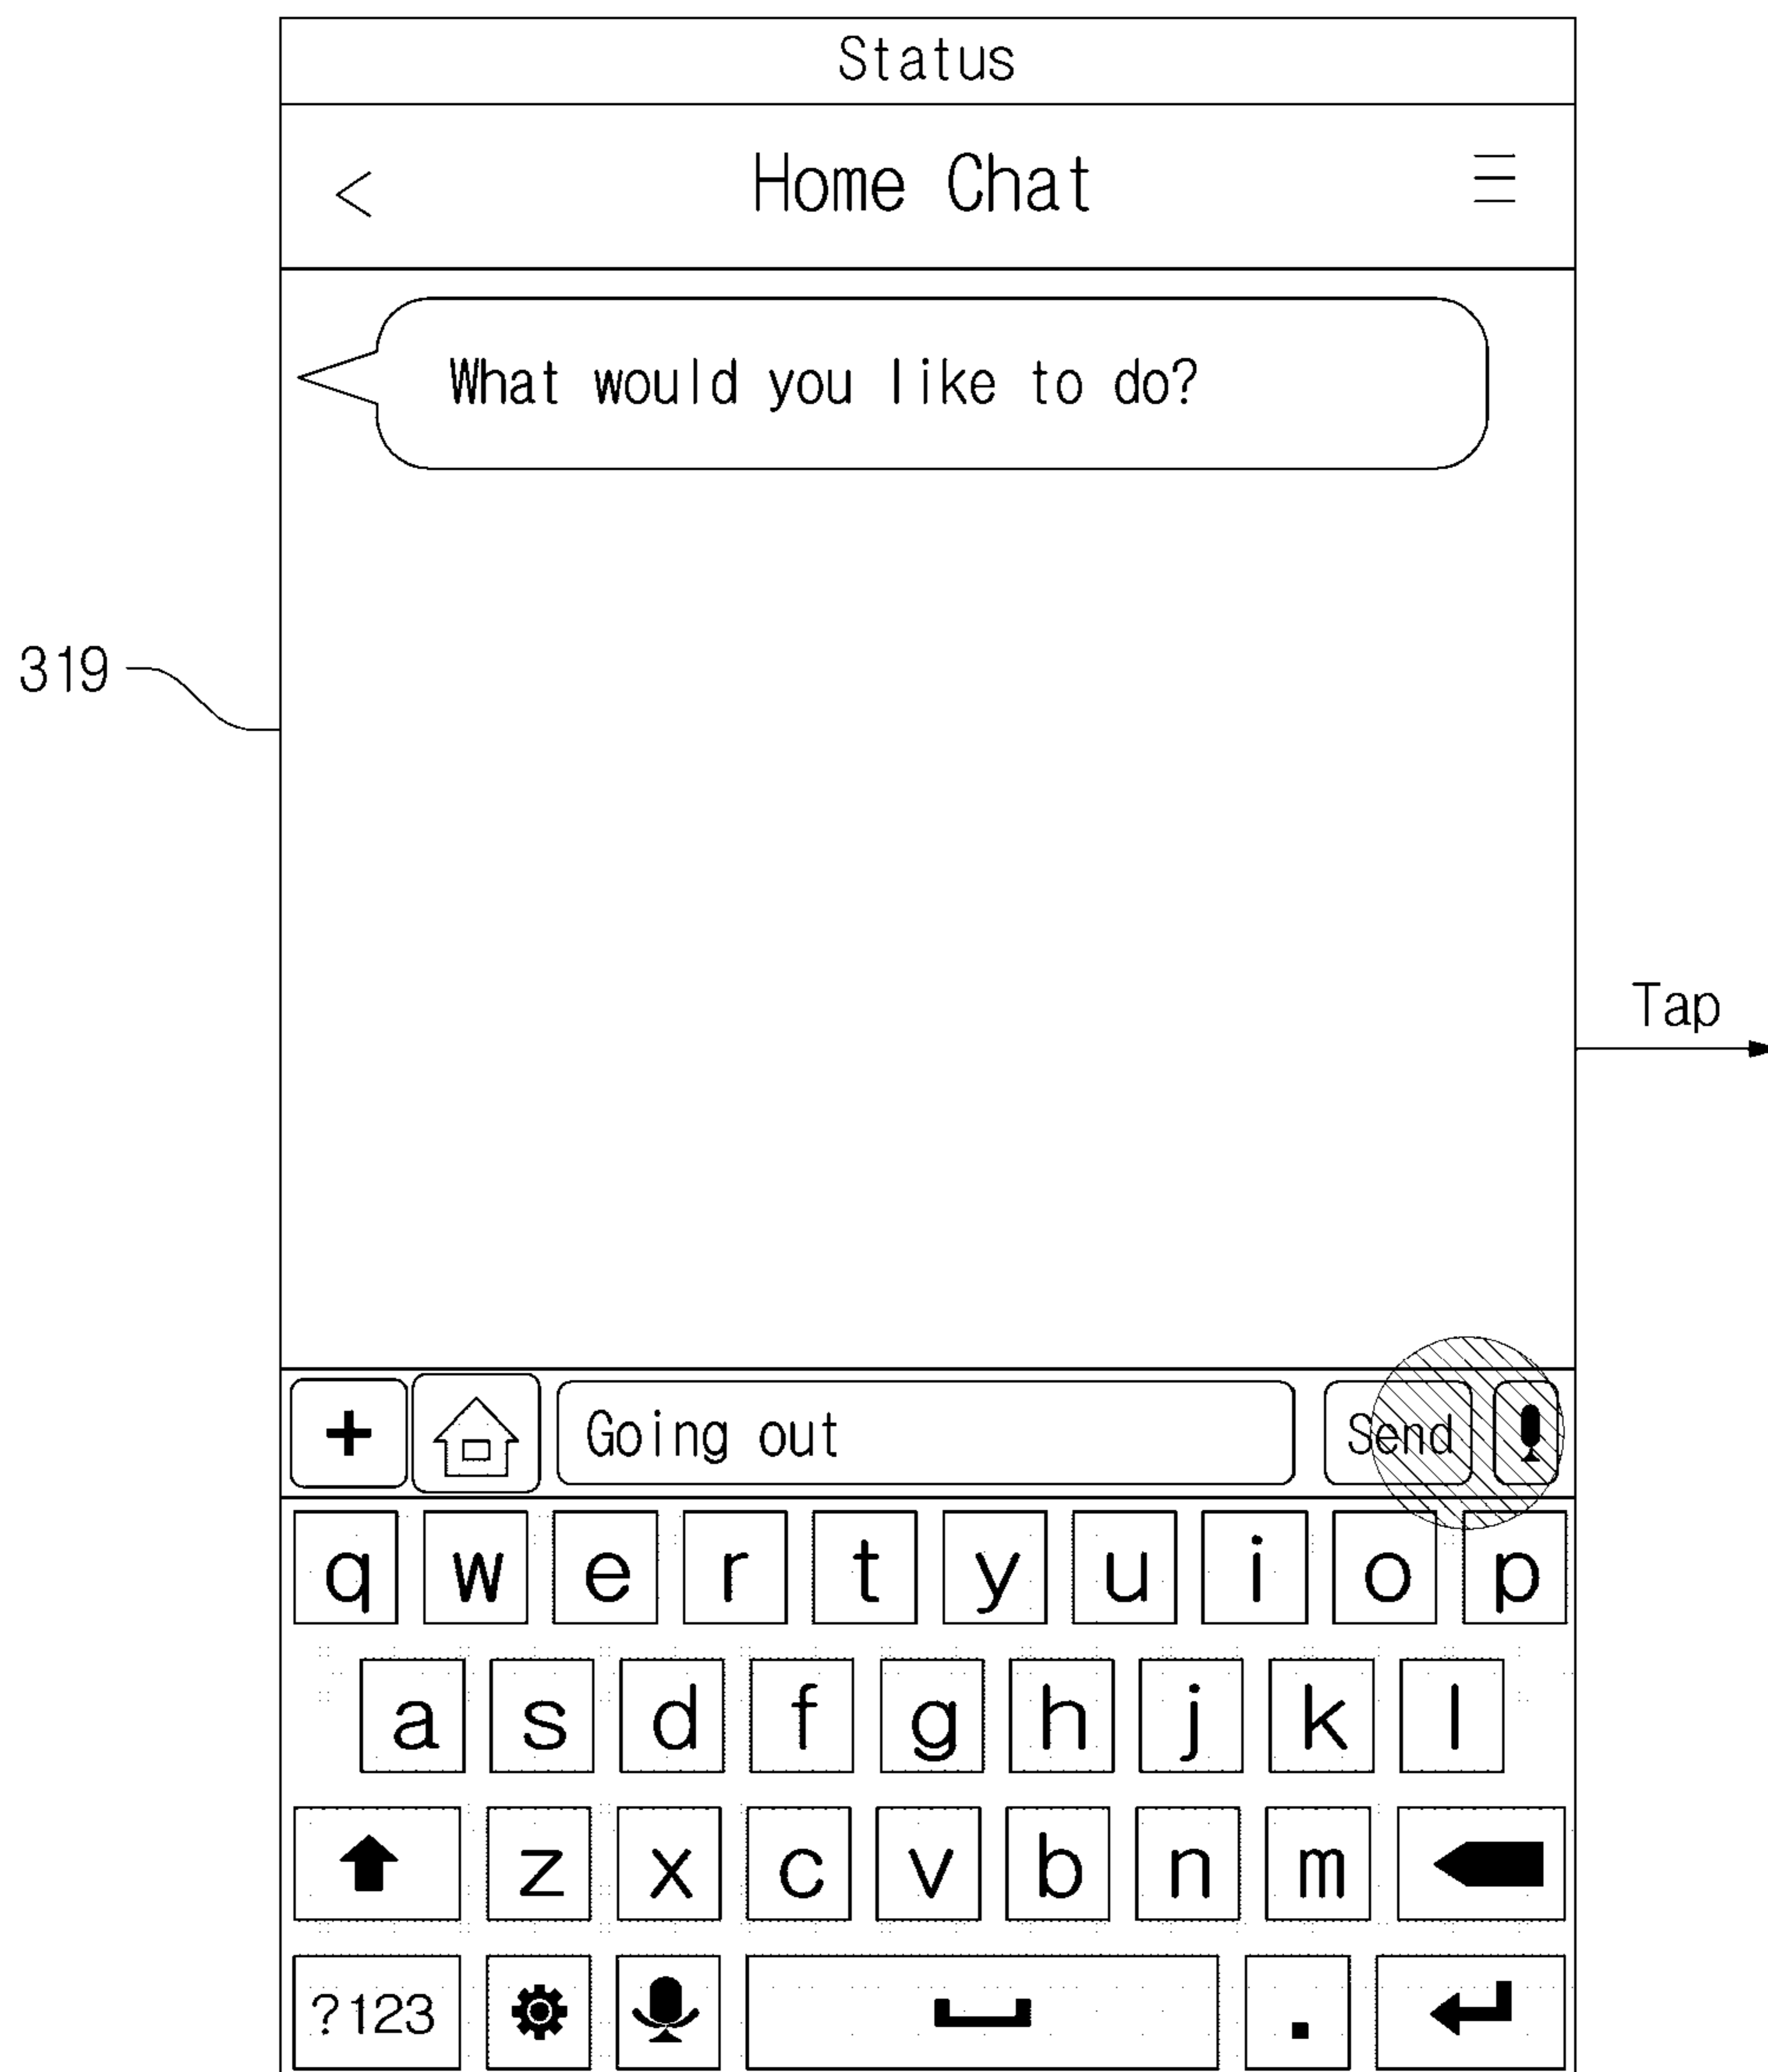 Status
< Home Chat
What would you like to do?
319
Tap
+ Going out Send
q w e r t y u i o p
a s d f g h j k l
z x c v b n m
?123 .